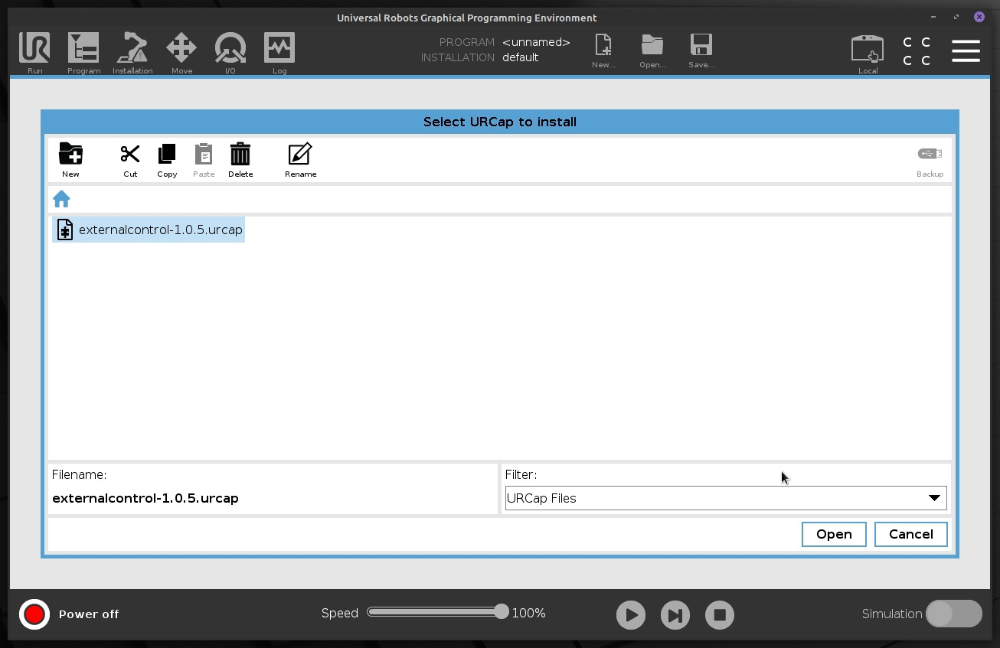 Universal Robots Graphical Programming Environment
UR
Run
Program
Installation
Move
I/O
Log
PROGRAM <unnamed>
INSTALLATION default
New...
Open...
Save...
Local
C C
C C
Select URCap to install
New
Cut
Copy
Paste
Delete
Rename
Backup
externalcontrol-1.0.5.urcap
Filename:
externalcontrol-1.0.5.urcap
Filter:
URCap Files
Open
Cancel
Power off
Speed
100%
Simulation